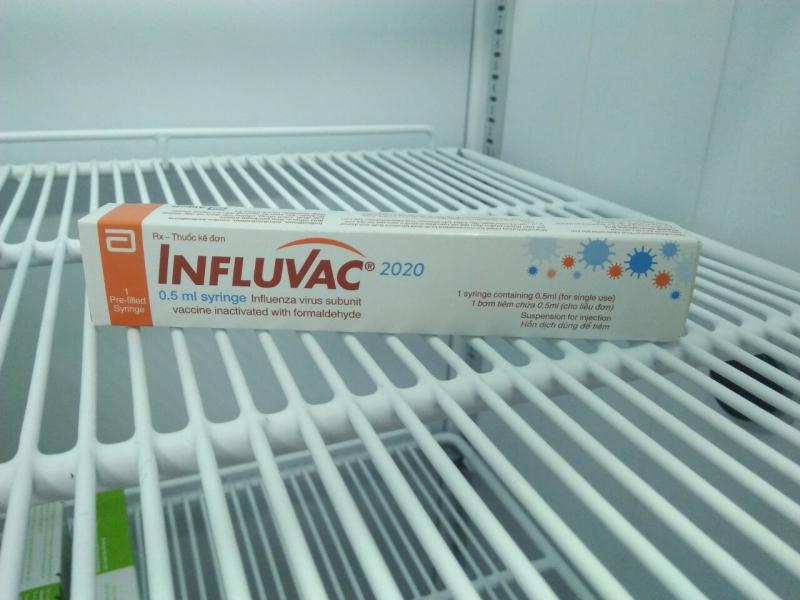 Rx – Thuốc kê đơn
INFLUVAC® 2020
0.5 ml syringe Influenza virus subunit
vaccine inactivated with formaldehyde
1
Pre-filled
Syringe
1 syringe containing 0.5ml (for single use)
1 bơm tiêm chứa 0,5ml (cho liều đơn)
Suspension for injection
Hỗn dịch dùng để tiêm